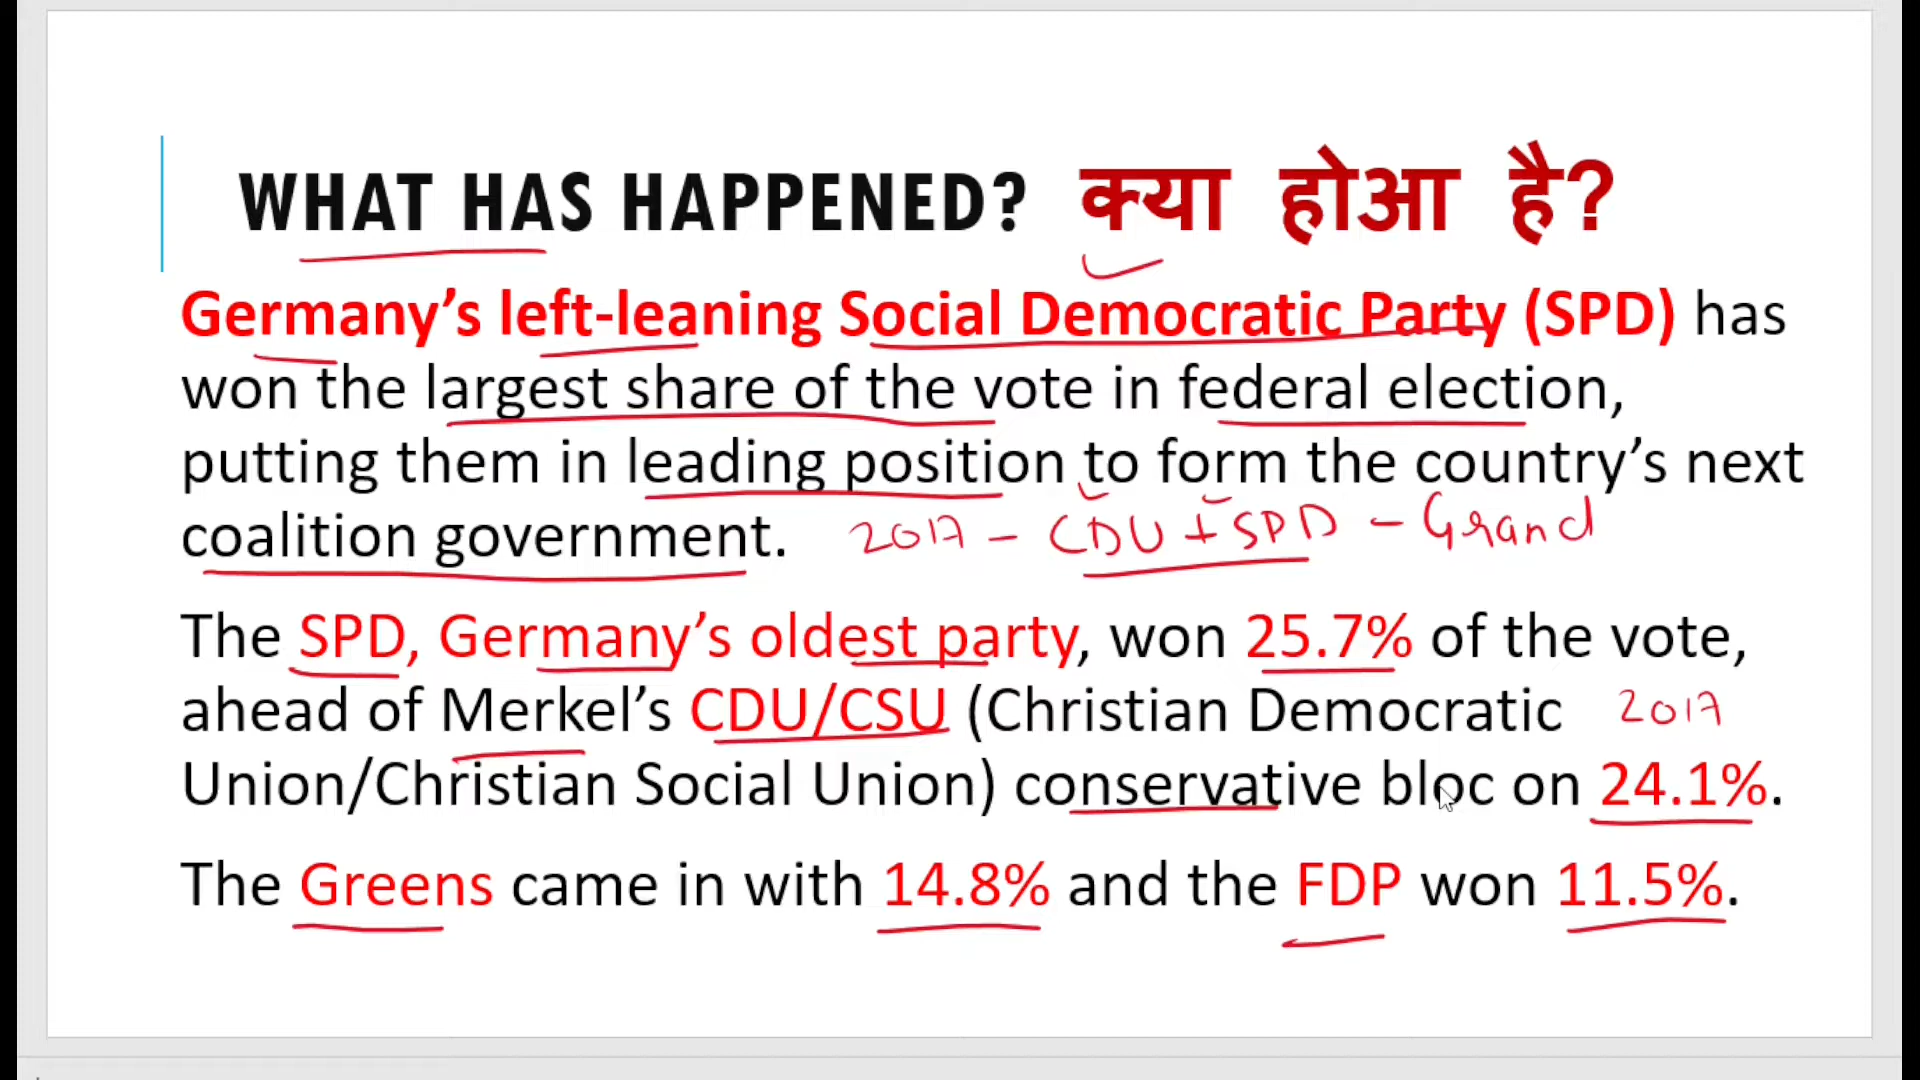 WHAT HAS HAPPENED? क्या होआ है?
Germany’s left-leaning Social Democratic Party (SPD) has
won the largest share of the vote in federal election,
putting them in leading position to form the country’s next
coalition government. 2017 - CDU + SPD - Grand
The SPD, Germany’s oldest party, won 25.7% of the vote,
ahead of Merkel’s CDU/CSU (Christian Democratic 2017
Union/Christian Social Union) conservative bloc on 24.1%.
The Greens came in with 14.8% and the FDP won 11.5%.